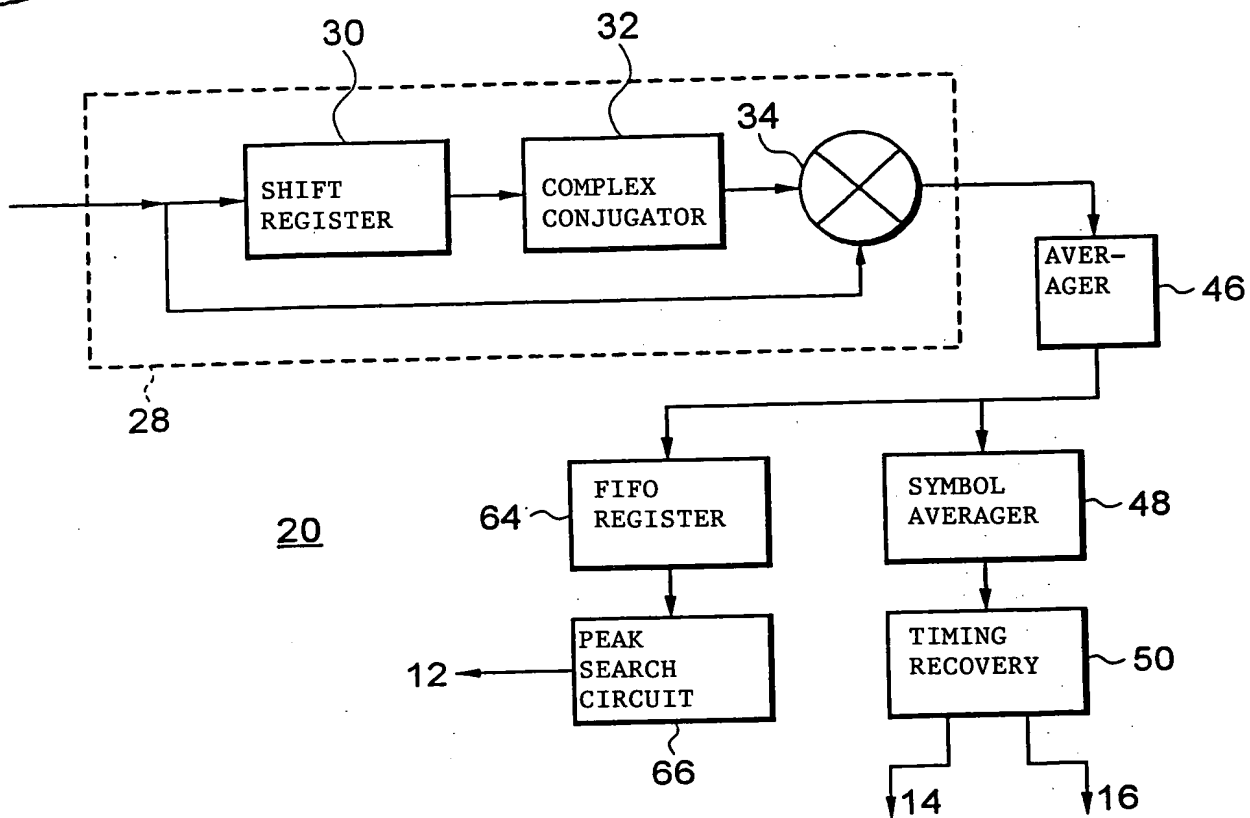 30
32
34
SHIFT
REGISTER
COMPLEX
CONJUGATOR
AVER-
AGER
46
28
FIFO
REGISTER
64
SYMBOL
AVERAGER
48
20
PEAK
SEARCH
CIRCUIT
12
66
TIMING
RECOVERY
50
14
16